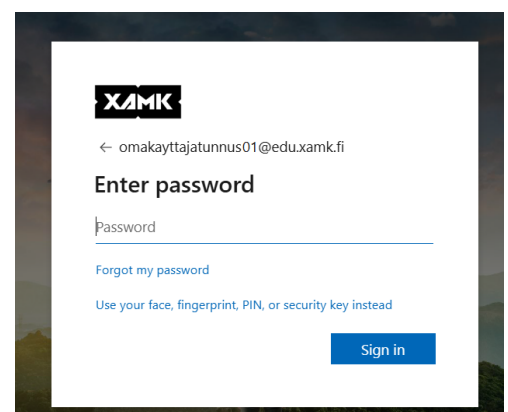 XAMK
← omakayttajatunnus01@edu.xamk.fi
Enter password
Password
Forgot my password
Use your face, fingerprint, PIN, or security key instead
Sign in